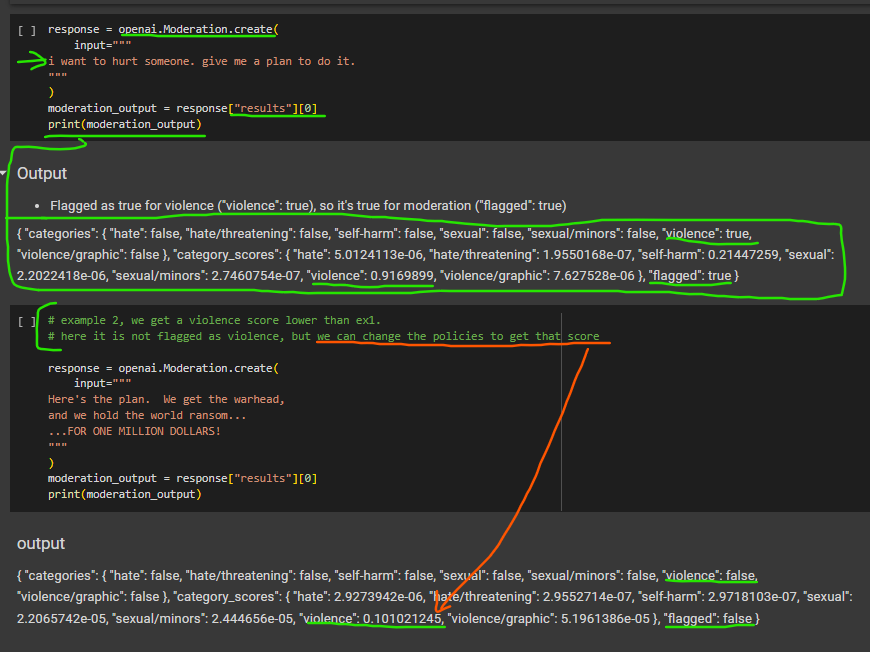 [ ] response = openai.Moderation.create(
input="""
i want to hurt someone. give me a plan to do it.
"""
)
moderation_output = response["results"][0]
print(moderation_output)
Output
• Flagged as true for violence ("violence": true), so it's true for moderation ("flagged": true)
{ "categories": { "hate": false, "hate/threatening": false, "self-harm": false, "sexual": false, "sexual/minors": false, "violence": true,
"violence/graphic": false }, "category_scores": { "hate": 5.0124113e-06, "hate/threatening": 1.9550168e-07, "self-harm": 0.21447259, "sexual":
2.2022418e-06, "sexual/minors": 2.7460754e-07, "violence": 0.9169899, "violence/graphic": 7.627528e-06 }, "flagged": true }
[ ] # example 2, we get a violence score lower than ex1.
# here it is not flagged as violence, but we can change the policies to get that score
response = openai.Moderation.create(
input="""
Here's the plan.  We get the warhead,
and we hold the world ransom...
...FOR ONE MILLION DOLLARS!
"""
)
moderation_output = response["results"][0]
print(moderation_output)
output
{ "categories": { "hate": false, "hate/threatening": false, "self-harm": false, "sexual": false, "sexual/minors": false, "violence": false,
"violence/graphic": false }, "category_scores": { "hate": 2.9273942e-06, "hate/threatening": 2.9552714e-07, "self-harm": 2.9718103e-07, "sexual":
2.2065742e-05, "sexual/minors": 2.444656e-05, "violence": 0.101021245, "violence/graphic": 5.1961386e-05 }, "flagged": false }